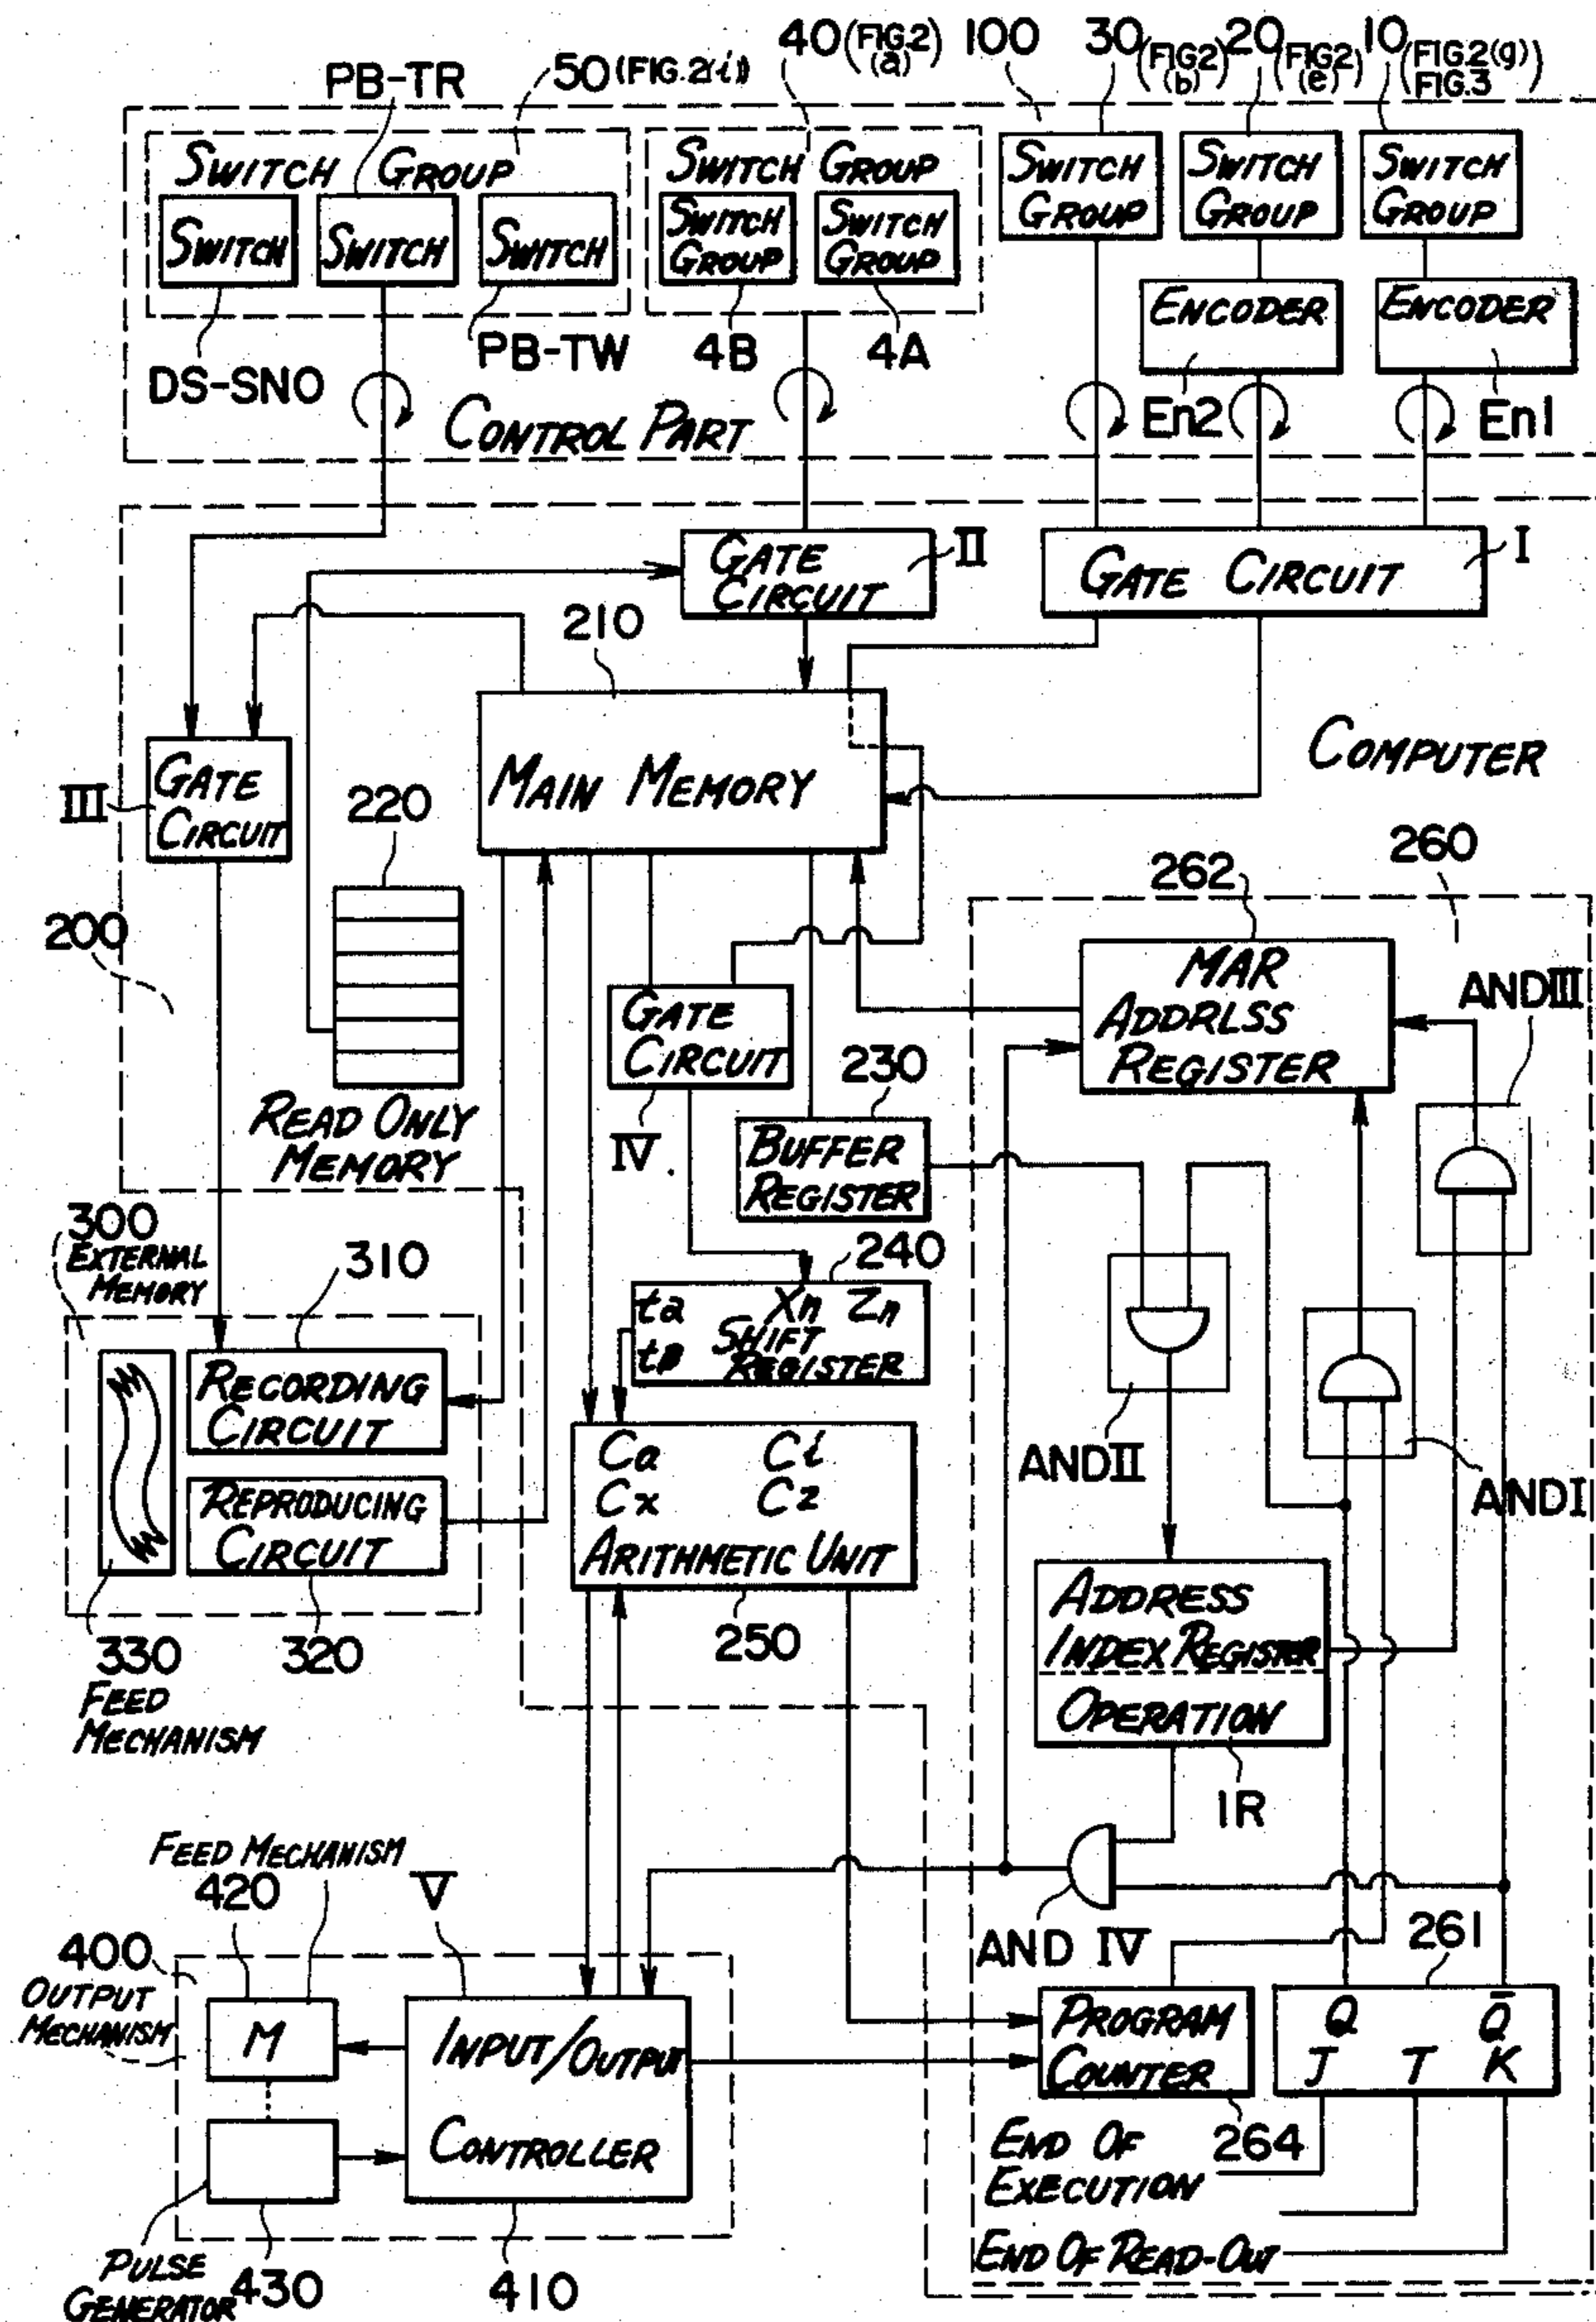 40 (FIG.2) (a) 100 30 (FIG2) (b) 20 (FIG2) (e) 10 (FIG.2(g)) FIG.3
PB-TR 50 (FIG.2(i))
SWITCH GROUP
SWITCH SWITCH SWITCH
SWITCH GROUP
SWITCH GROUP
SWITCH GROUP
SWITCH GROUP
SWITCH GROUP
SWITCH GROUP
ENCODER
ENCODER
DS-SNO
PB-TW
4B
4A
En2
En1
CONTROL PART
GATE CIRCUIT
II
GATE CIRCUIT
I
210
MAIN MEMORY
COMPUTER
GATE CIRCUIT
III
220
READ ONLY MEMORY
200
260
262
MAR
ADDRLSS
REGISTER
ANDIII
GATE CIRCUIT
IV
230
BUFFER
REGISTER
240
ta Xn Zn
SHIFT
tp REGISTER
300
EXTERNAL
MEMORY
310
RECORDING
CIRCUIT
REPRODUCING
CIRCUIT
330
FEED
MECHANISM
320
Ca Ci
Cx Cz
ARITHMETIC UNIT
250
ANDII
ANDI
ADDRESS
INDEX REGISTER
OPERATION
IR
FEED MECHANISM
420
V
400
OUTPUT
MECHANISM
M
INPUT/OUTPUT
CONTROLLER
AND IV
261
PROGRAM
COUNTER
Q Q̄
J T K
264
END OF
EXECUTION
END OF READ-OUT
PULSE
GENERATOR
430
410